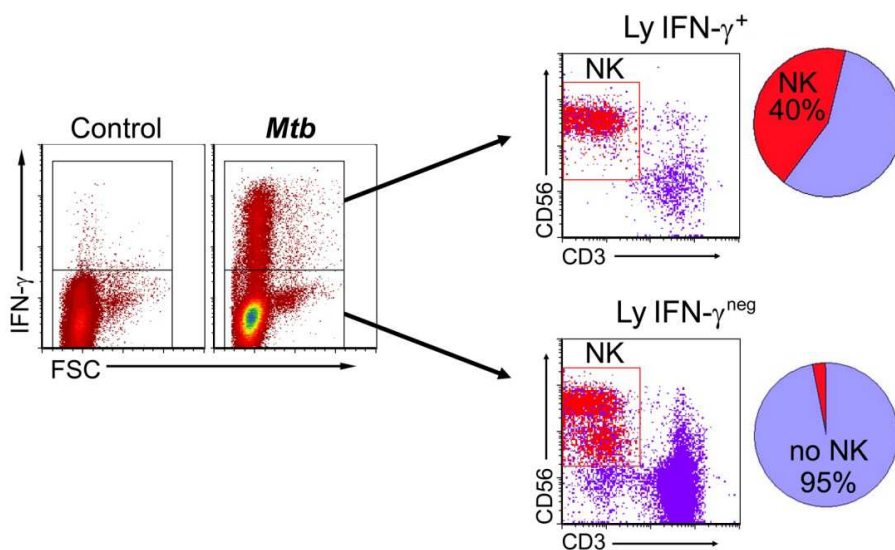 Control
Mtb
IFN-γ
FSC
Ly IFN-γ⁺
NK
CD56
CD3
NK
40%
Ly IFN-γⁿᵉᵍ
NK
CD56
CD3
no NK
95%